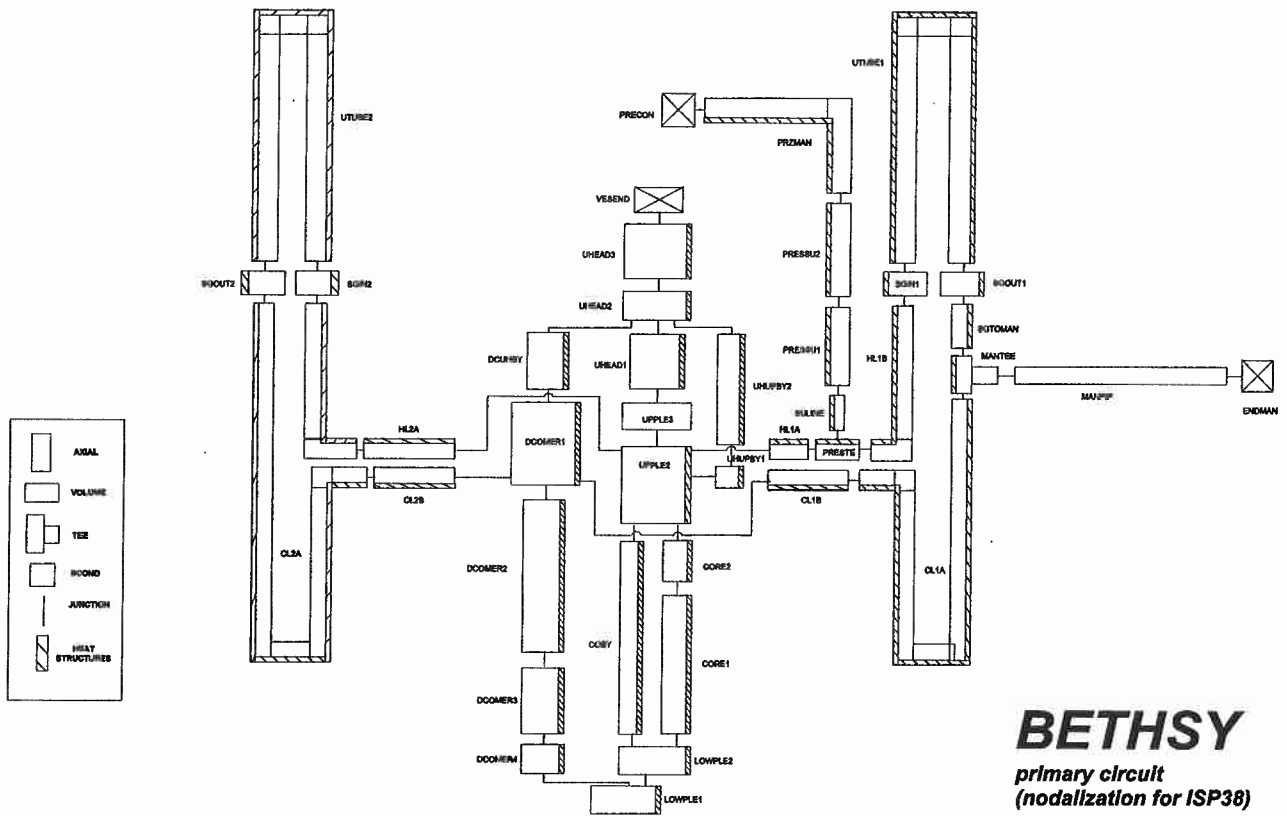 UTUBE1
PRECON
UTUBE2
PRZMAN
VESEND
UHEAD3
PRESSU2
SGOUT2
SGIN2
SGIN1
SGOUT1
UHEAD2
SGTOMAN
DCUHBY
UHEAD1
PRESSU1
HL1B
MANTEE
UHUPBY2
MANPIP
ENDMAN
SULINE
UPPLE3
HL2A
HL1A
DCOMER1
AXIAL
UPPLE2
UHUPBY1
PRESTE
VOLUME
CL2B
CL1B
TEE
CL2A
DCOMER2
CORE2
CL1A
BCOND
JUNCTION
COBY
CORE1
HEAT
STRUCTURES
DCOMER3
BETHSY
DCOMER4
LOWPLE2
primary circuit
LOWPLE1
(nodalization for ISP38)